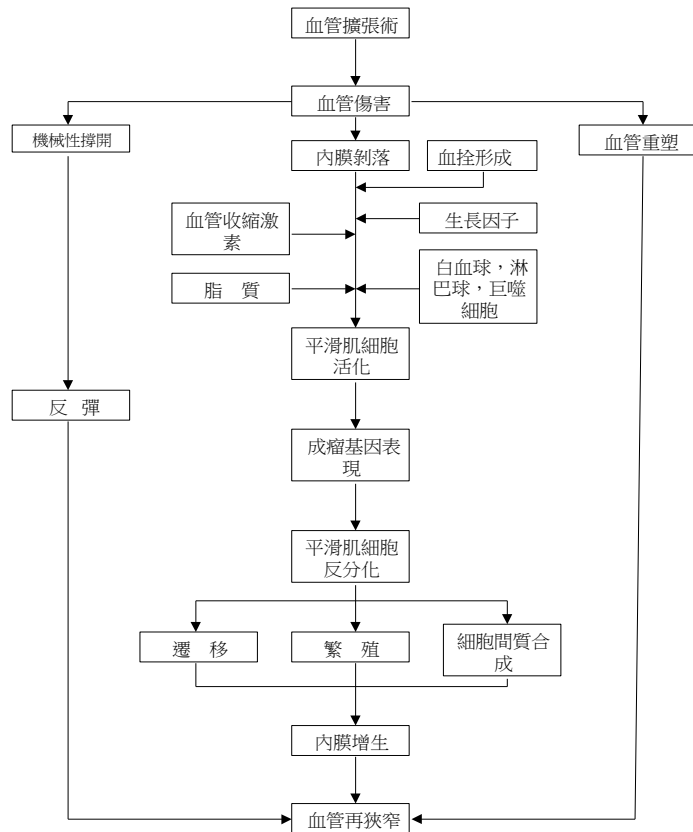 血管擴張術
血管傷害
機械性撐開
血管重塑
內膜剝落
血拴形成
血管收縮激
素
生長因子
白血球，淋
巴球，巨噬
細胞
脂 質
平滑肌細胞
活化
反 彈
成瘤基因表
現
平滑肌細胞
反分化
遷 移
繁 殖
細胞間質合
成
內膜增生
血管再狹窄